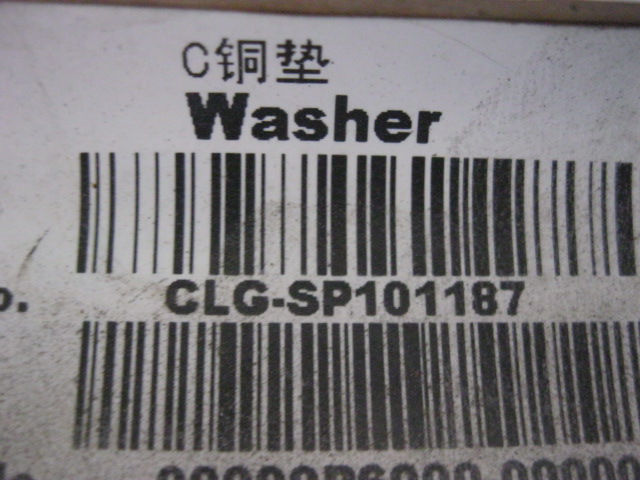 C铜垫
Washer
o. CLG-SP101187